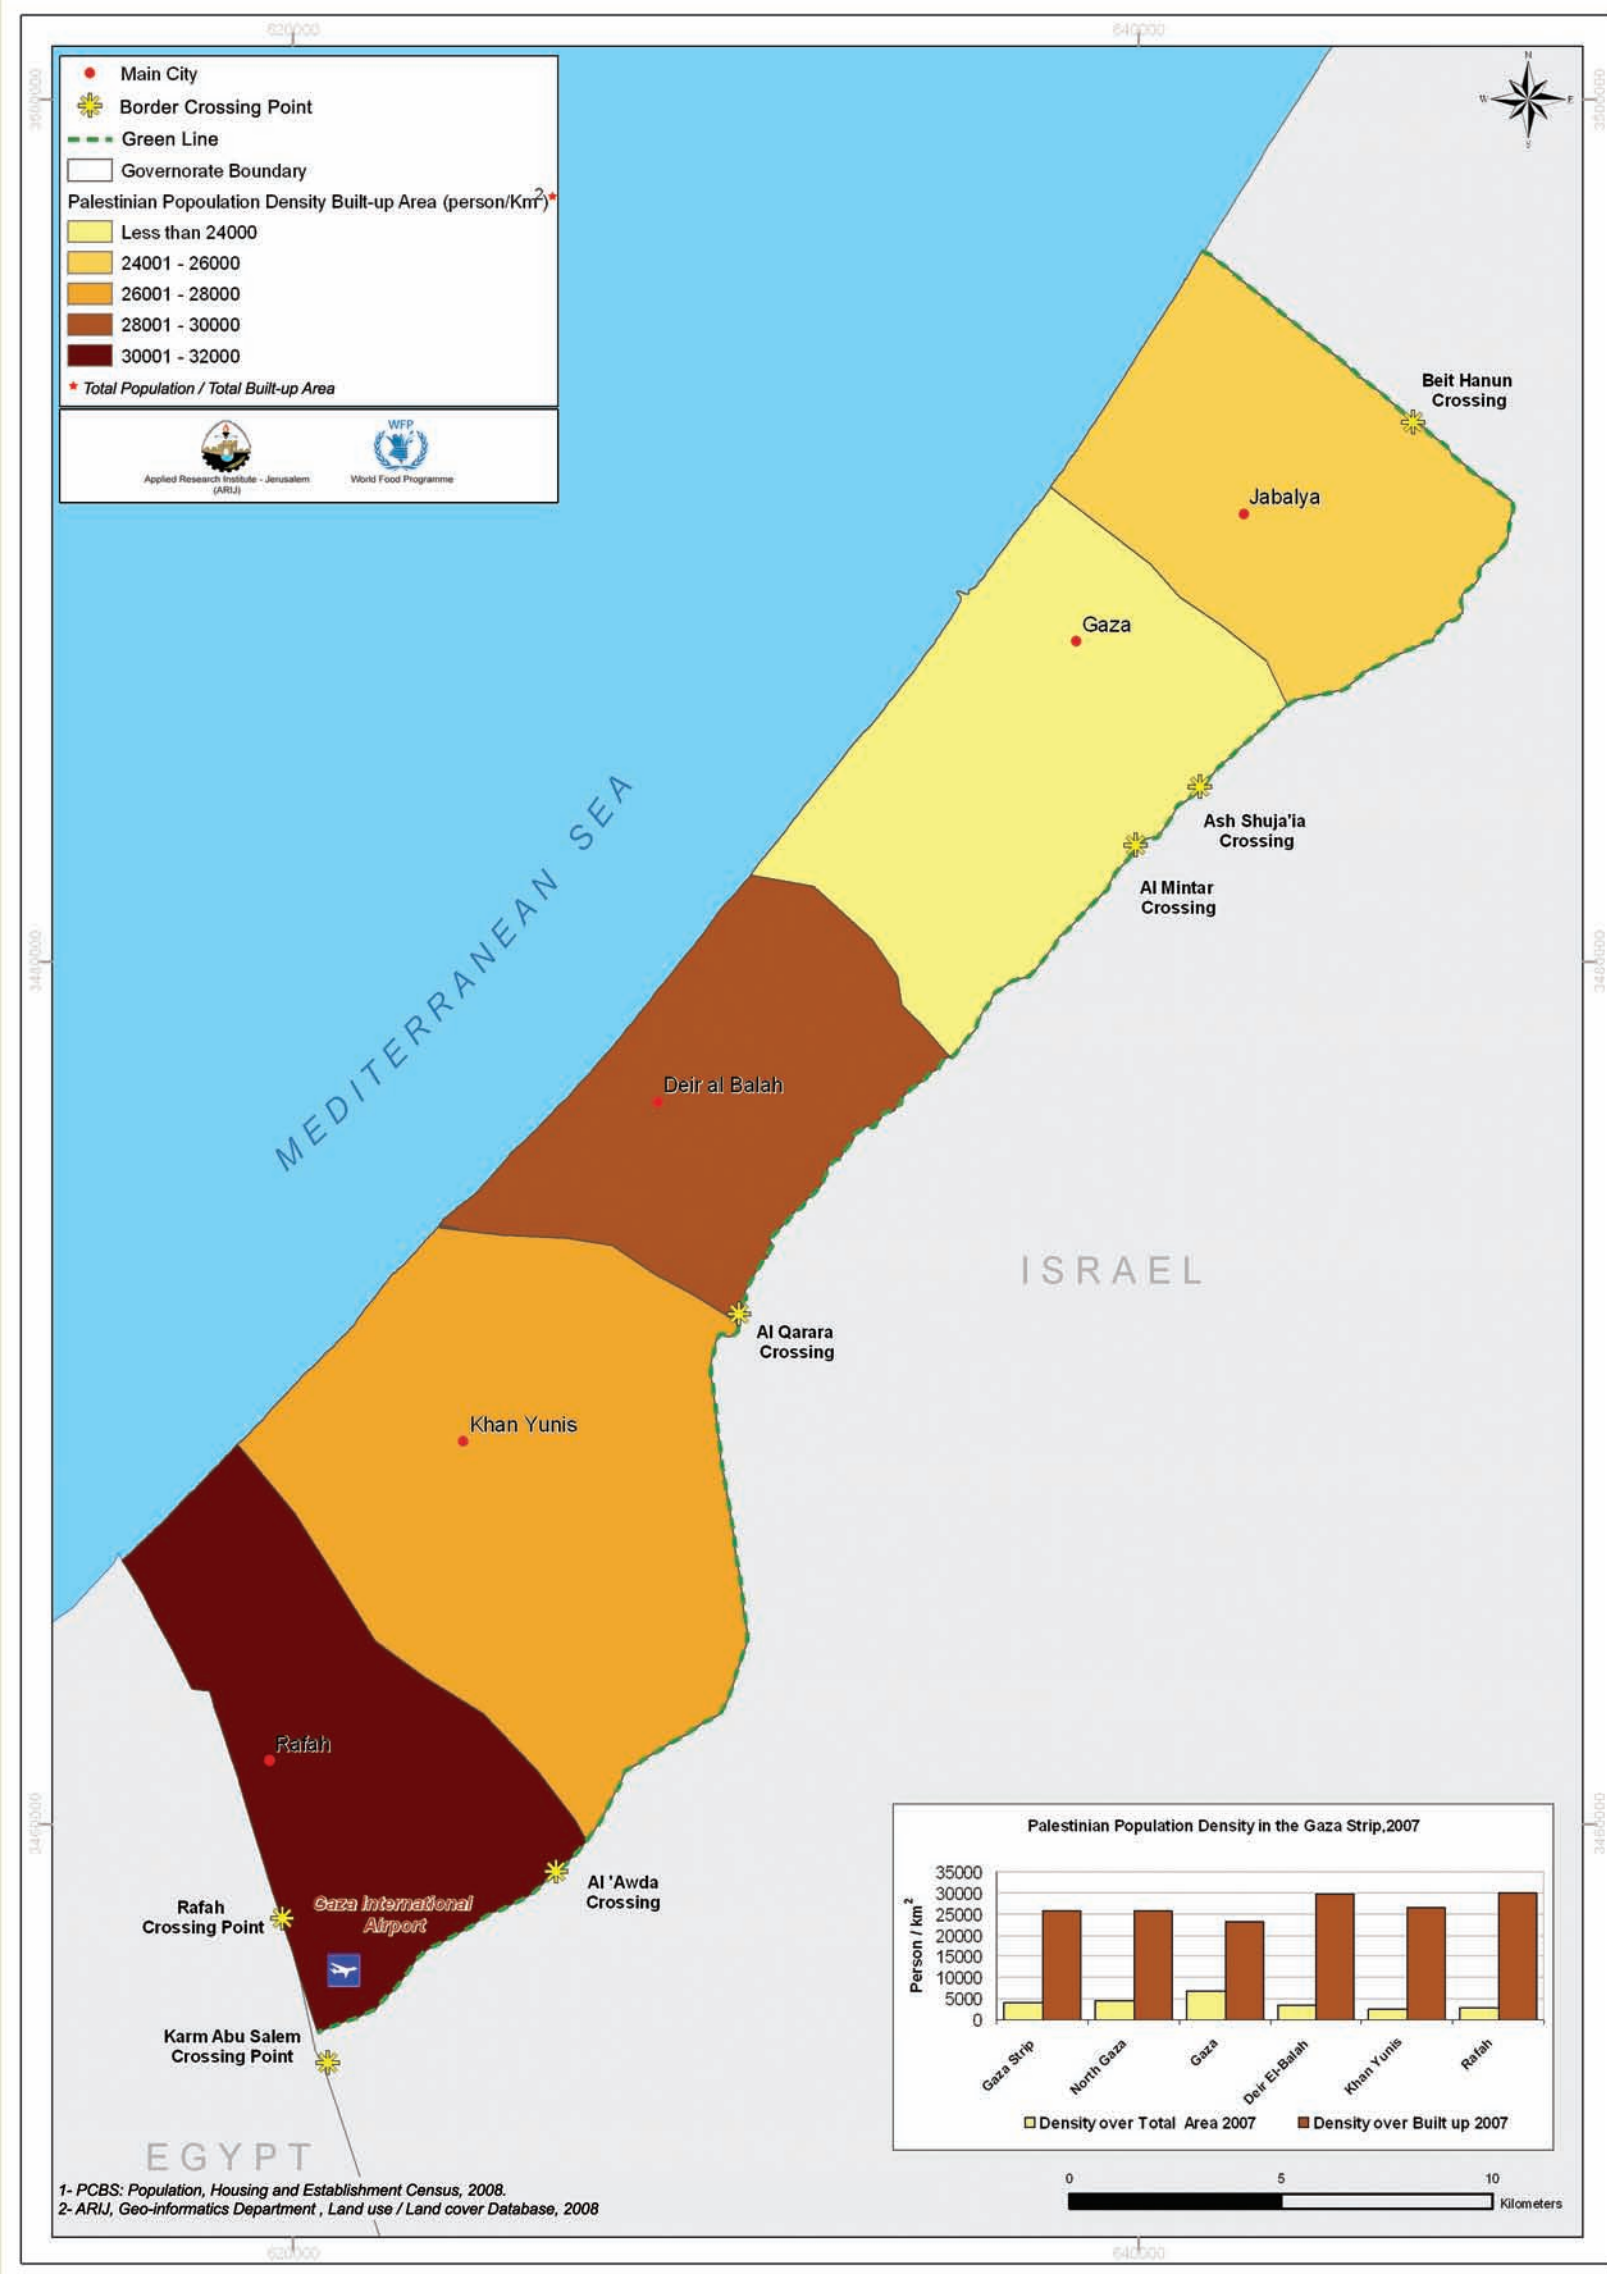 620000
640000
3500000
3500000
Main City
Border Crossing Point
Green Line
Governorate Boundary
Palestinian Popoulation Density Built-up Area (person/Km2)*
Less than 24000
24001 - 26000
26001 - 28000
28001 - 30000
30001 - 32000
* Total Population / Total Built-up Area
WFP
Applied Research Institute - Jerusalem
(ARIJ)
World Food Programme
N
W
E
S
Beit Hanun
Crossing
Jabalya
Gaza
Ash Shuja'ia
Crossing
Al Mintar
Crossing
MEDITERRANEAN SEA
3480000
3480000
Deir al Balah
ISRAEL
Al Qarara
Crossing
Khan Yunis
Rafah
3460000
3460000
Al 'Awda
Crossing
Rafah
Crossing Point
Gaza International
Airport
Karm Abu Salem
Crossing Point
EGYPT
Palestinian Population Density in the Gaza Strip,2007
Person / km2
35000
30000
25000
20000
15000
10000
5000
0
Gaza Strip
North Gaza
Gaza
Deir El-Balah
Khan Yunis
Rafah
Density over Total Area 2007
Density over Built up 2007
0
5
10
Kilometers
1- PCBS: Population, Housing and Establishment Census, 2008.
2- ARIJ, Geo-informatics Department , Land use / Land cover Database, 2008
620000
640000